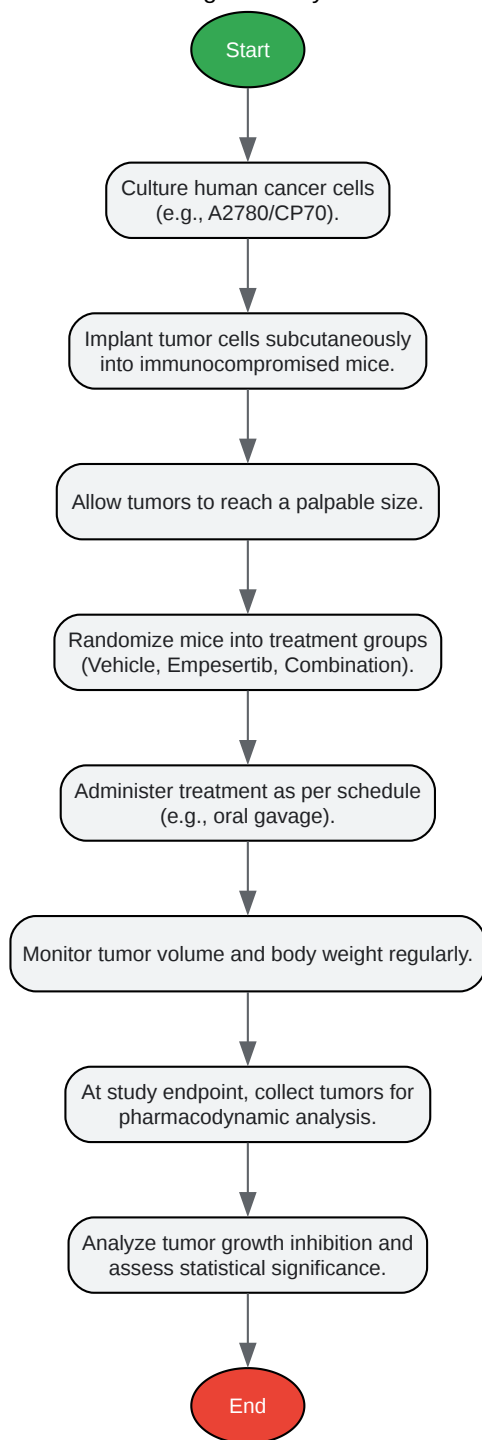 Start
Culture human cancer cells
(e.g., A2780/CP70).
Implant tumor cells subcutaneously
into immunocompromised mice.
Allow tumors to reach a palpable size.
Randomize mice into treatment groups
(Vehicle, Empesertib, Combination).
Administer treatment as per schedule
(e.g., oral gavage).
Monitor tumor volume and body weight regularly.
At study endpoint, collect tumors for
pharmacodynamic analysis.
Analyze tumor growth inhibition and
assess statistical significance.
End